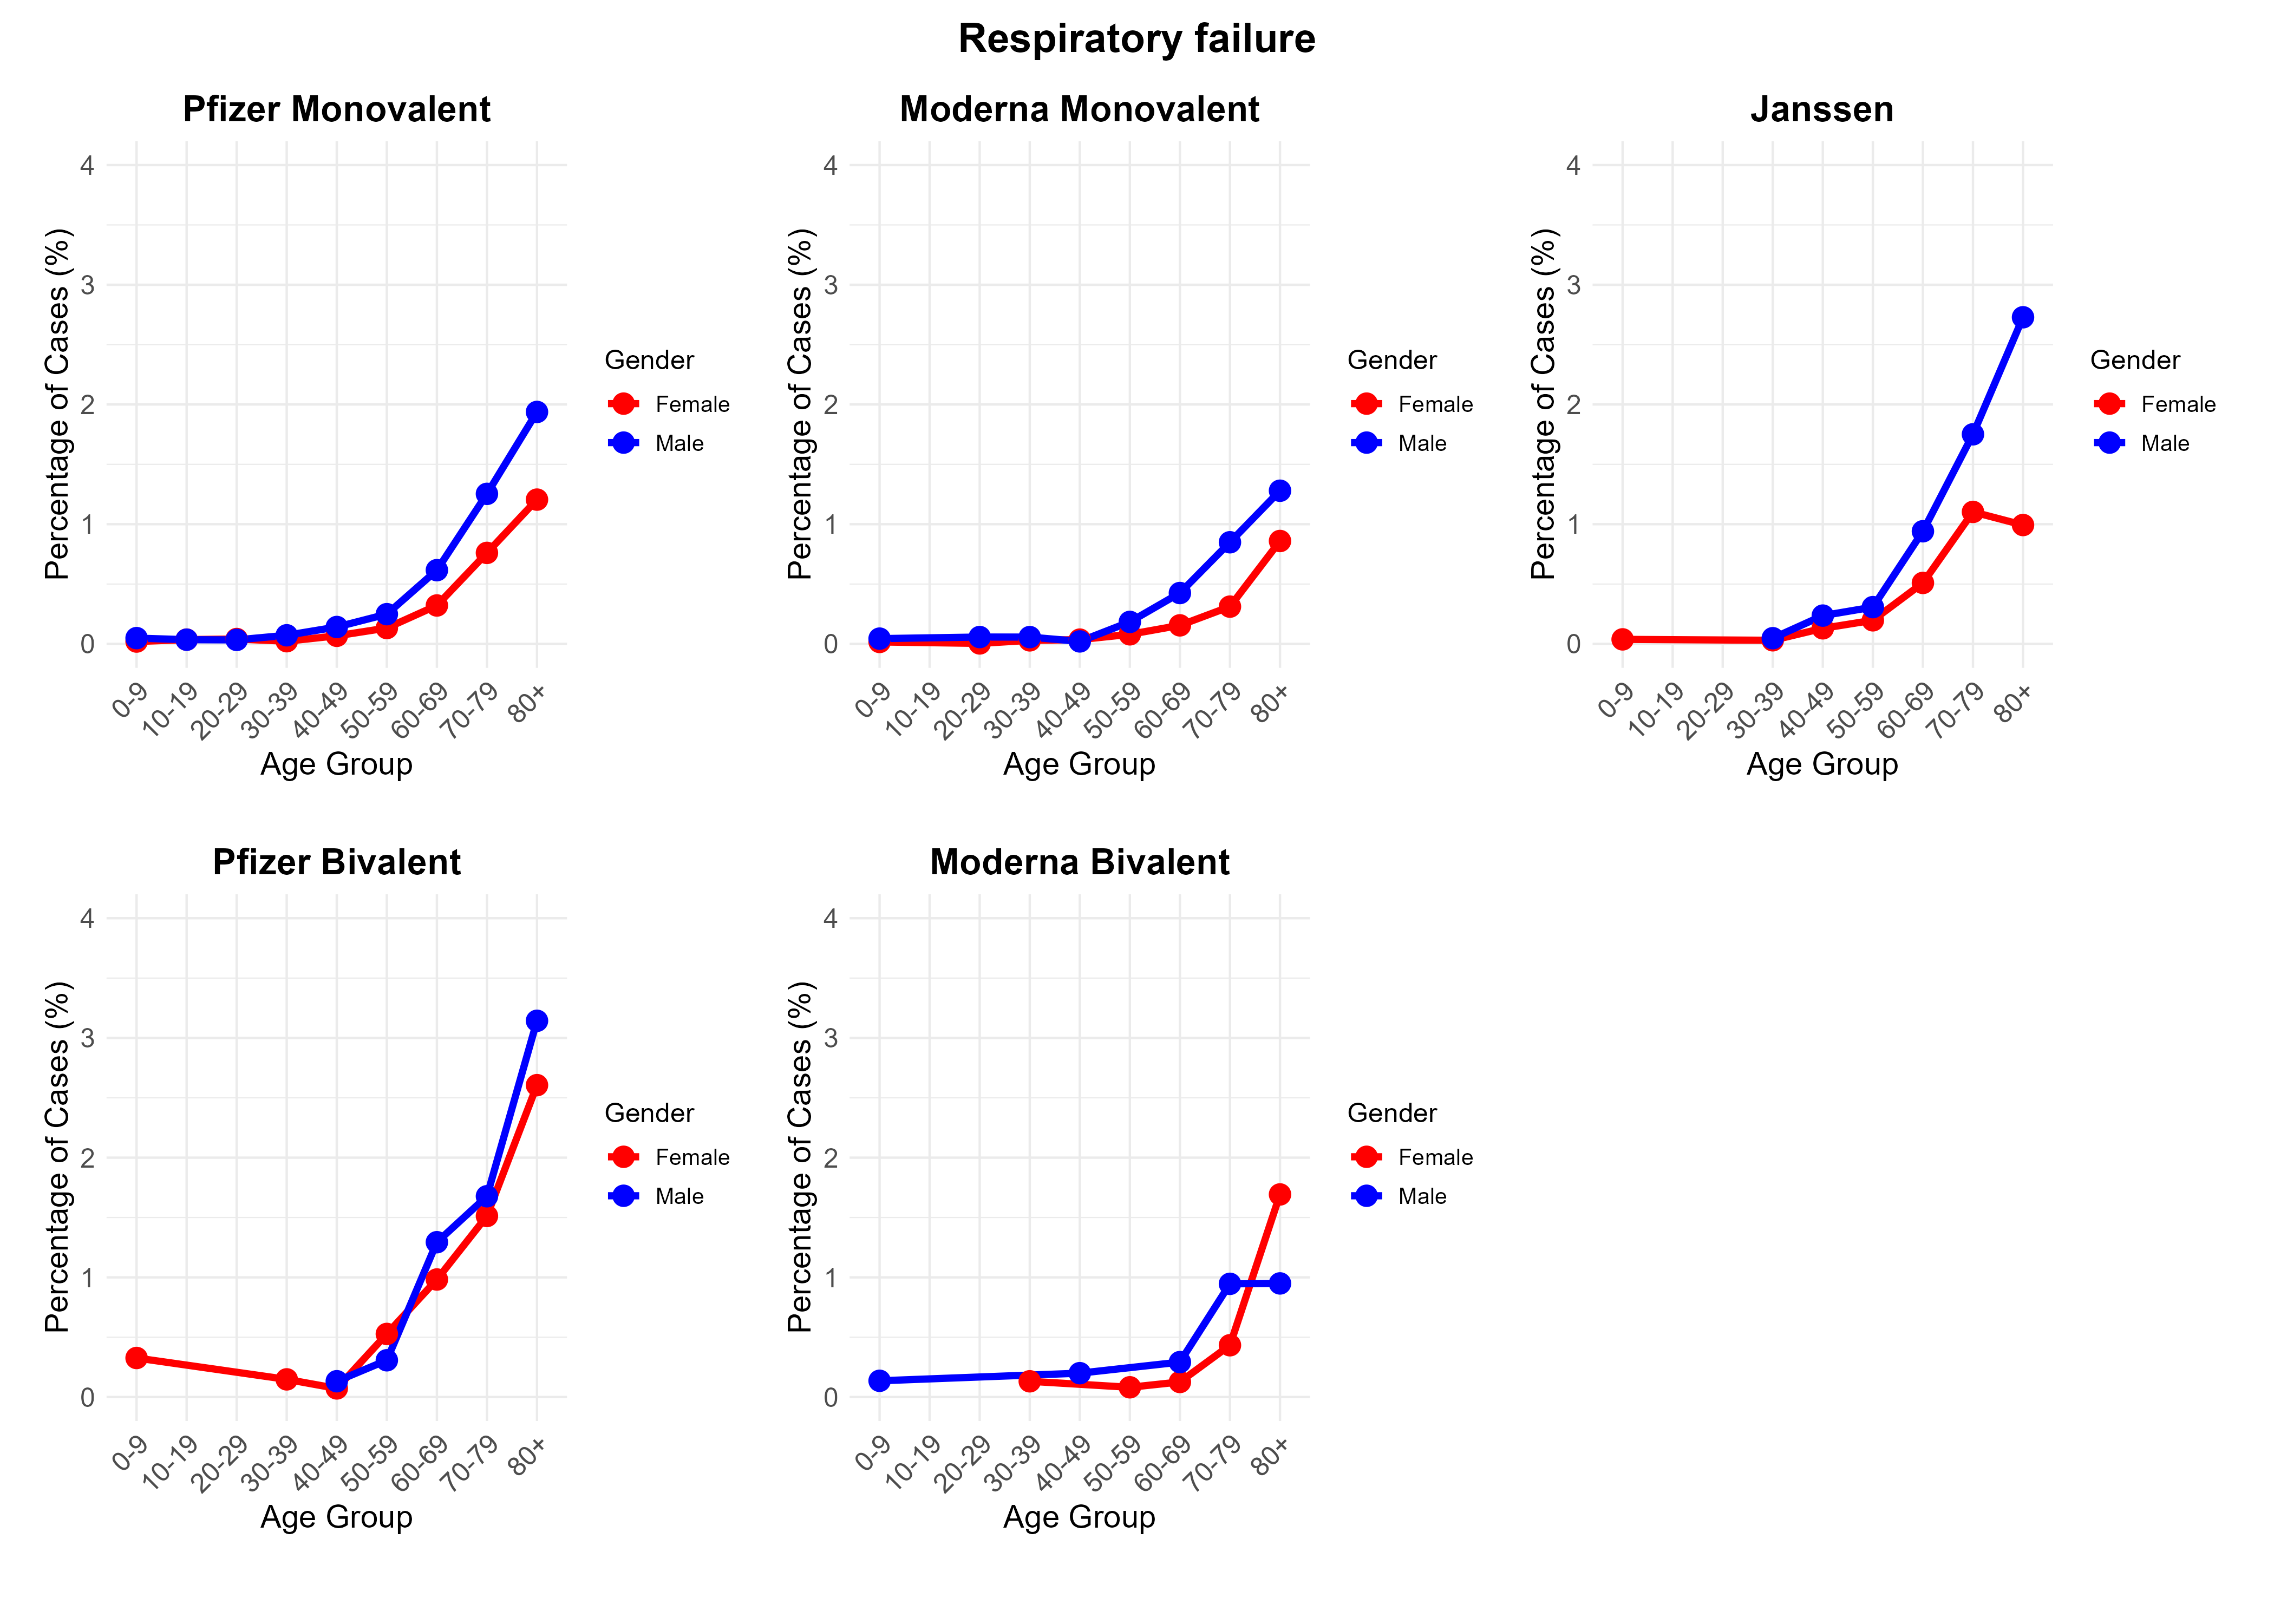 Respiratory failure
Pfizer Monovalent
Percentage of Cases (%)
4
3
2
1
0
0-9
10-19
20-29
30-39
40-49
50-59
60-69
70-79
80+
Age Group
Gender
Female
Male
Moderna Monovalent
Percentage of Cases (%)
4
3
2
1
0
0-9
10-19
20-29
30-39
40-49
50-59
60-69
70-79
80+
Age Group
Gender
Female
Male
Janssen
Percentage of Cases (%)
4
3
2
1
0
0-9
10-19
20-29
30-39
40-49
50-59
60-69
70-79
80+
Age Group
Gender
Female
Male
Pfizer Bivalent
Percentage of Cases (%)
4
3
2
1
0
0-9
10-19
20-29
30-39
40-49
50-59
60-69
70-79
80+
Age Group
Gender
Female
Male
Moderna Bivalent
Percentage of Cases (%)
4
3
2
1
0
0-9
10-19
20-29
30-39
40-49
50-59
60-69
70-79
80+
Age Group
Gender
Female
Male